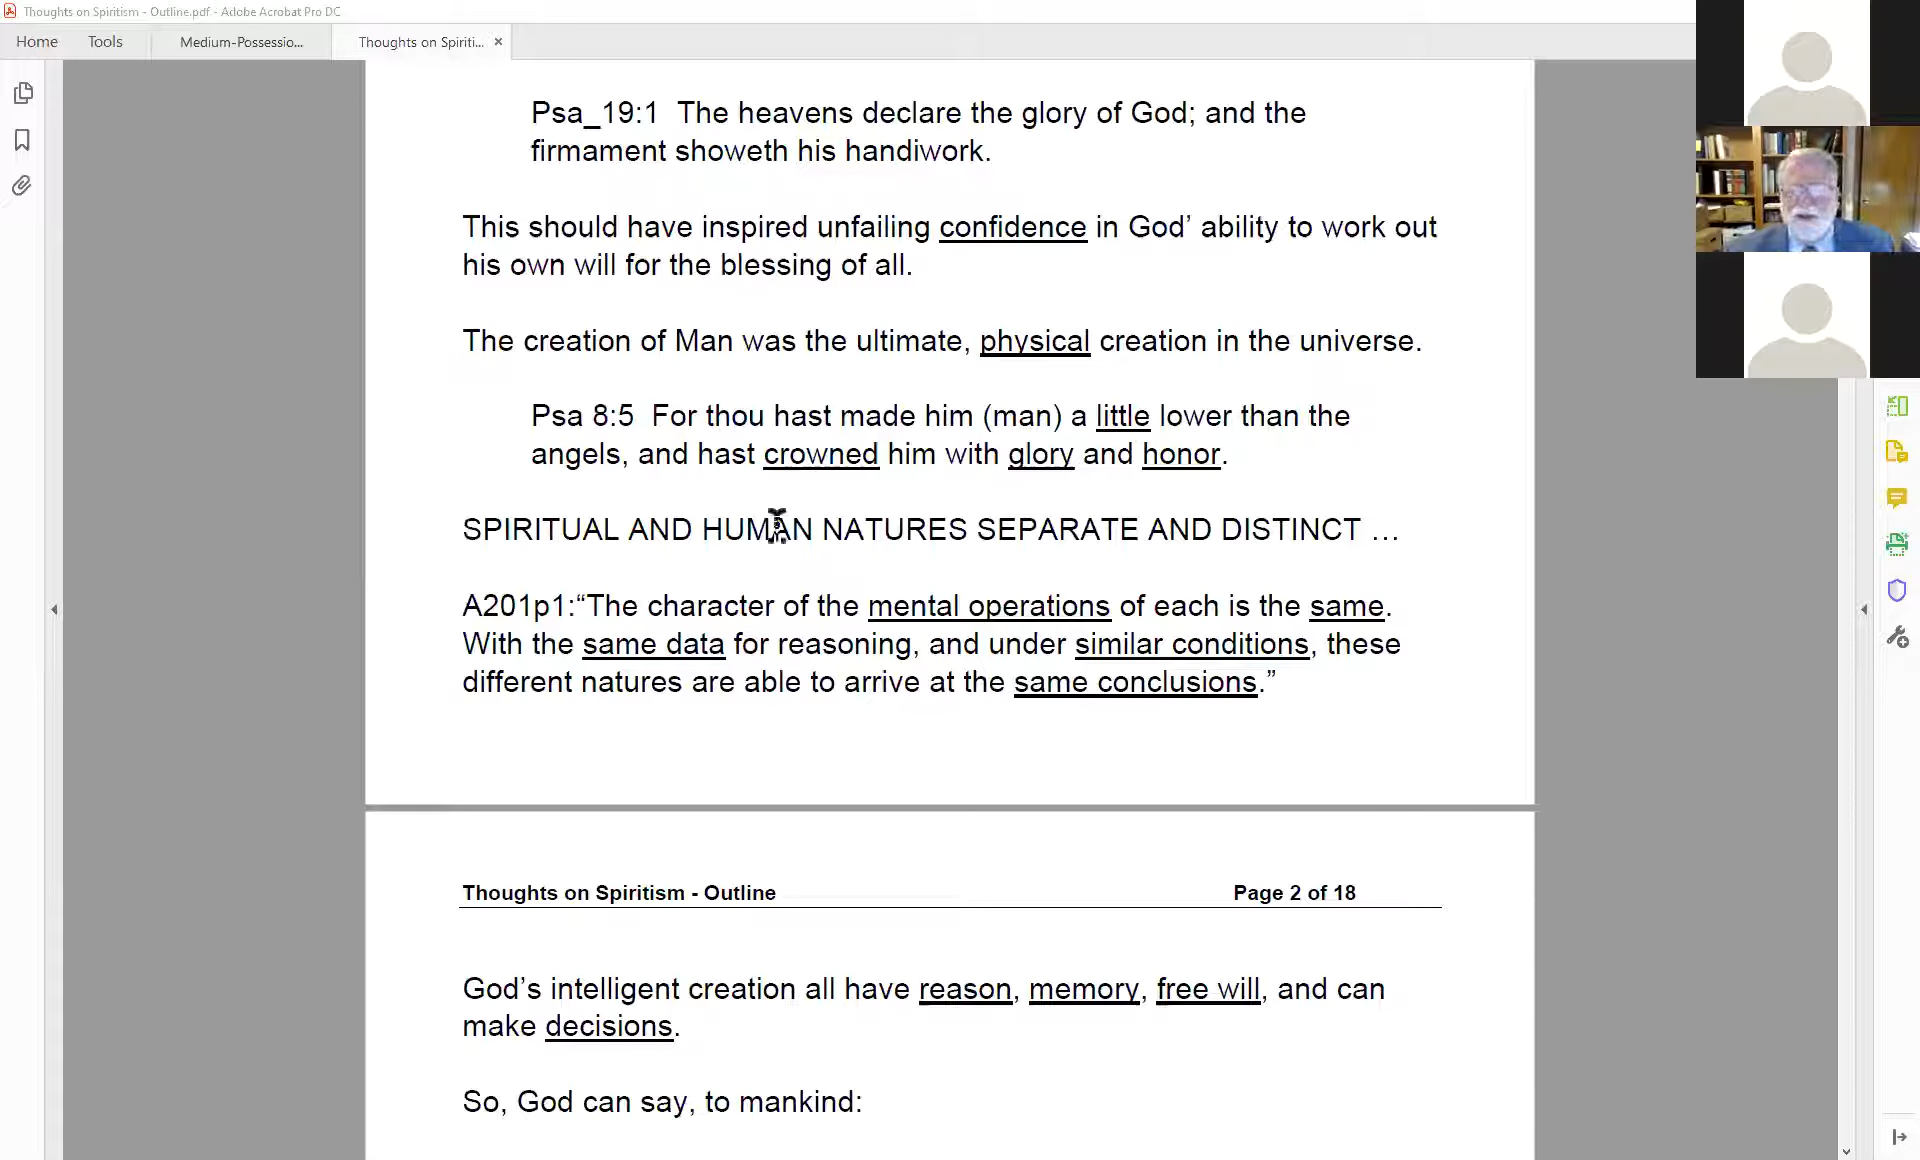 Thoughts on Spiritism - Outline.pdf - Adobe Acrobat Pro DC
Home Tools Medium-Possessio... Thoughts on Spiriti... ×
Psa_19:1 The heavens declare the glory of God; and the
firmament showeth his handiwork.
This should have inspired unfailing confidence in God’ ability to work out
his own will for the blessing of all.
The creation of Man was the ultimate, physical creation in the universe.
Psa 8:5 For thou hast made him (man) a little lower than the
angels, and hast crowned him with glory and honor.
SPIRITUAL AND HUMAN NATURES SEPARATE AND DISTINCT …
A201p1:“The character of the mental operations of each is the same.
With the same data for reasoning, and under similar conditions, these
different natures are able to arrive at the same conclusions.”
Thoughts on Spiritism - Outline Page 2 of 18
God’s intelligent creation all have reason, memory, free will, and can
make decisions.
So, God can say, to mankind: